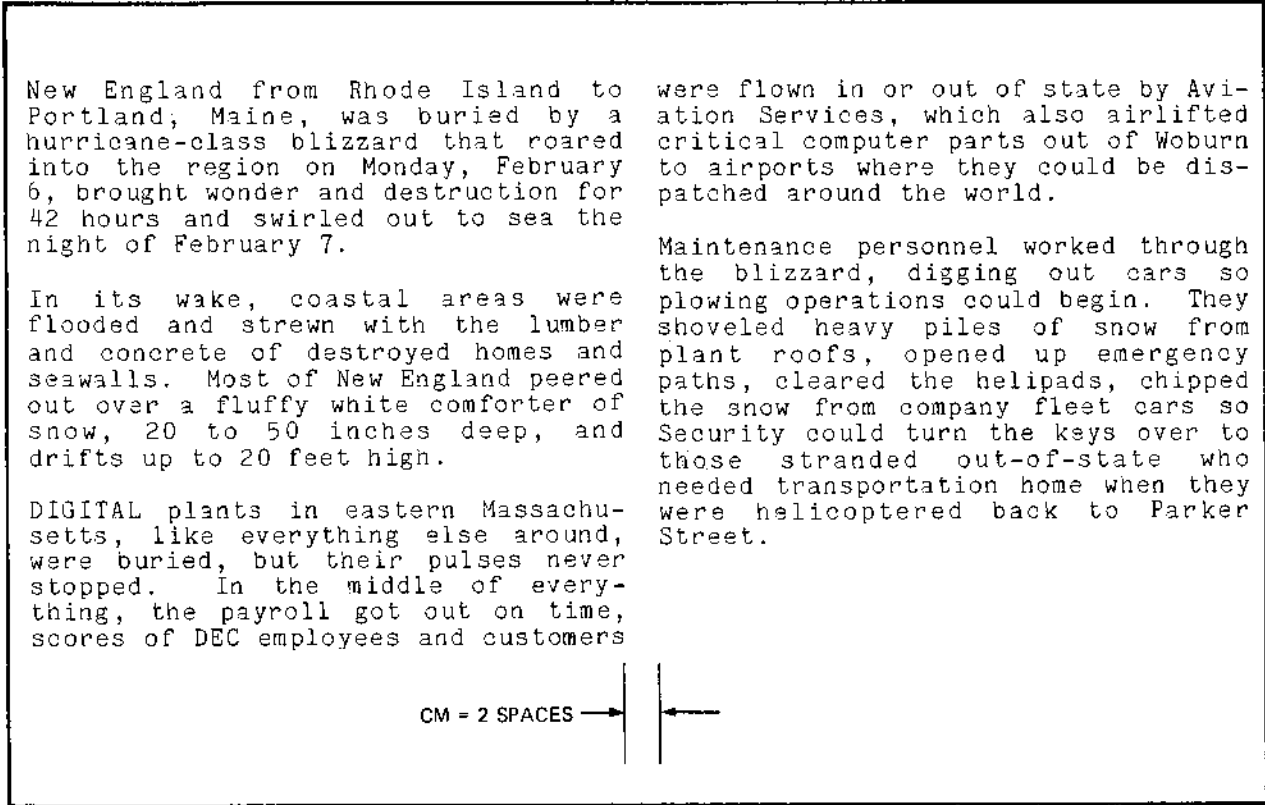 New England from Rhode Island to
Portland, Maine, was buried by a
hurricane-class blizzard that roared
into the region on Monday, February
6, brought wonder and destruction for
42 hours and swirled out to sea the
night of February 7.
In its wake, coastal areas were
flooded and strewn with the lumber
and concrete of destroyed homes and
seawalls. Most of New England peered
out over a fluffy white comforter of
snow, 20 to 50 inches deep, and
drifts up to 20 feet high.
DIGITAL plants in eastern Massachu-
setts, like everything else around,
were buried, but their pulses never
stopped. In the middle of every-
thing, the payroll got out on time,
scores of DEC employees and customers
were flown in or out of state by Avi-
ation Services, which also airlifted
critical computer parts out of Woburn
to airports where they could be dis-
patched around the world.
Maintenance personnel worked through
the blizzard, digging out cars so
plowing operations could begin. They
shoveled heavy piles of snow from
plant roofs, opened up emergency
paths, cleared the helipads, chipped
the snow from company fleet cars so
Security could turn the keys over to
those stranded out-of-state who
needed transportation home when they
were helicoptered back to Parker
Street.
CM = 2 SPACES